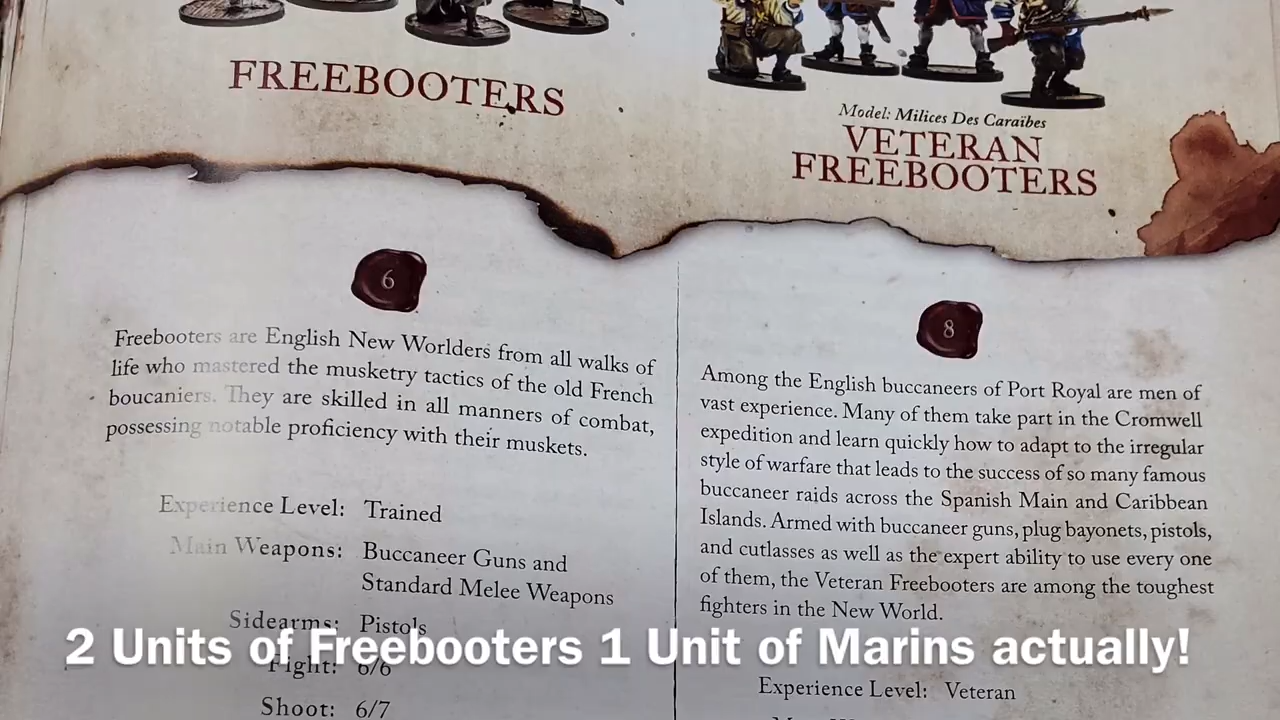 FREEBOOTERS
6
Freebooters are English New Worlders from all walks of
life who mastered the musketry tactics of the old French
boucaniers. They are skilled in all manners of combat,
possessing notable proficiency with their muskets.
Experience Level: Trained
Main Weapons: Buccaneer Guns and
Standard Melee Weapons
Sidearms: Pistols
Fight: 6/6
Shoot: 6/7
Model: Milices Des Caraïbes
VETERAN
FREEBOOTERS
8
Among the English buccaneers of Port Royal are men of
vast experience. Many of them take part in the Cromwell
expedition and learn quickly how to adapt to the irregular
style of warfare that leads to the success of so many famous
buccaneer raids across the Spanish Main and Caribbean
Islands. Armed with buccaneer guns, plug bayonets, pistols,
and cutlasses as well as the expert ability to use every one
of them, the Veteran Freebooters are among the toughest
fighters in the New World.
Experience Level: Veteran
2 Units of Freebooters 1 Unit of Marins actually!